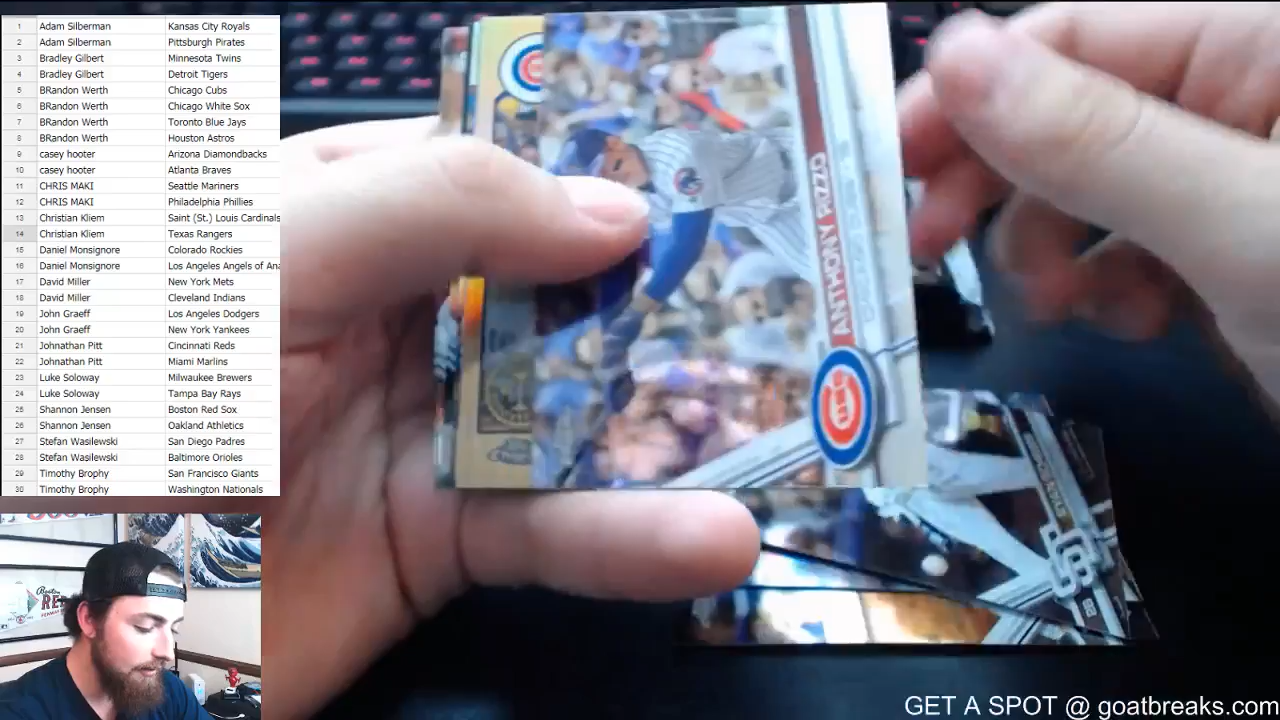 1 Adam Silberman Kansas City Royals
2 Adam Silberman Pittsburgh Pirates
3 Bradley Gilbert Minnesota Twins
4 Bradley Gilbert Detroit Tigers
5 BRandon Werth Chicago Cubs
6 BRandon Werth Chicago White Sox
7 BRandon Werth Toronto Blue Jays
8 BRandon Werth Houston Astros
9 casey hooter Arizona Diamondbacks
10 casey hooter Atlanta Braves
11 CHRIS MAKI Seattle Mariners
12 CHRIS MAKI Philadelphia Phillies
13 Christian Kliem Saint (St.) Louis Cardinals
14 Christian Kliem Texas Rangers
15 Daniel Monsignore Colorado Rockies
16 Daniel Monsignore Los Angeles Angels of Ana
17 David Miller New York Mets
18 David Miller Cleveland Indians
19 John Graeff Los Angeles Dodgers
20 John Graeff New York Yankees
21 Johnathan Pitt Cincinnati Reds
22 Johnathan Pitt Miami Marlins
23 Luke Soloway Milwaukee Brewers
24 Luke Soloway Tampa Bay Rays
25 Shannon Jensen Boston Red Sox
26 Shannon Jensen Oakland Athletics
27 Stefan Wasilewski San Diego Padres
28 Stefan Wasilewski Baltimore Orioles
29 Timothy Brophy San Francisco Giants
30 Timothy Brophy Washington Nationals
ANTHONY RIZZO
Boston
GET A SPOT @ goatbreaks.com